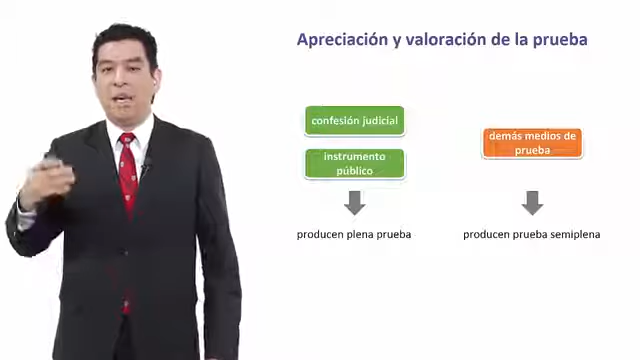 Apreciación y valoración de la prueba
confesión judicial
instrumento
público
producen plena prueba
demás medios de
prueba
producen prueba semiplena